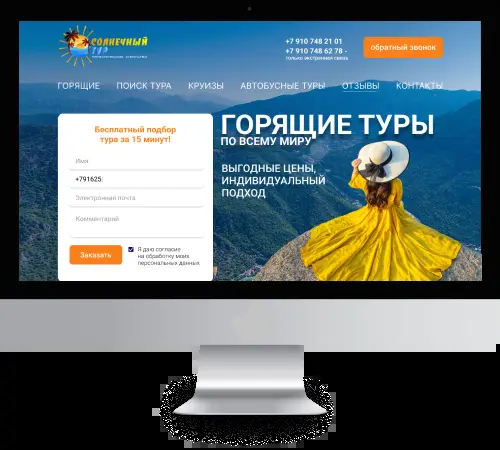 СОЛНЕЧНЫЙ
ТУР
+7 910 748 21 01
+7 910 748 62 78 -
только экстренная связь
обратный звонок
ГОРЯЩИЕ ПОИСК ТУРА КРУИЗЫ АВТОБУСНЫЕ ТУРЫ ОТЗЫВЫ КОНТАКТЫ
Бесплатный подбор
тура за 15 минут!
Имя
+791625:
Электронная почта
Комментарий
Заказать
Я даю согласие
на обработку моих
персональных данных
ГОРЯЩИЕ ТУРЫ
ПО ВСЕМУ МИРУ
ВЫГОДНЫЕ ЦЕНЫ,
ИНДИВИДУАЛЬНЫЙ
ПОДХОД